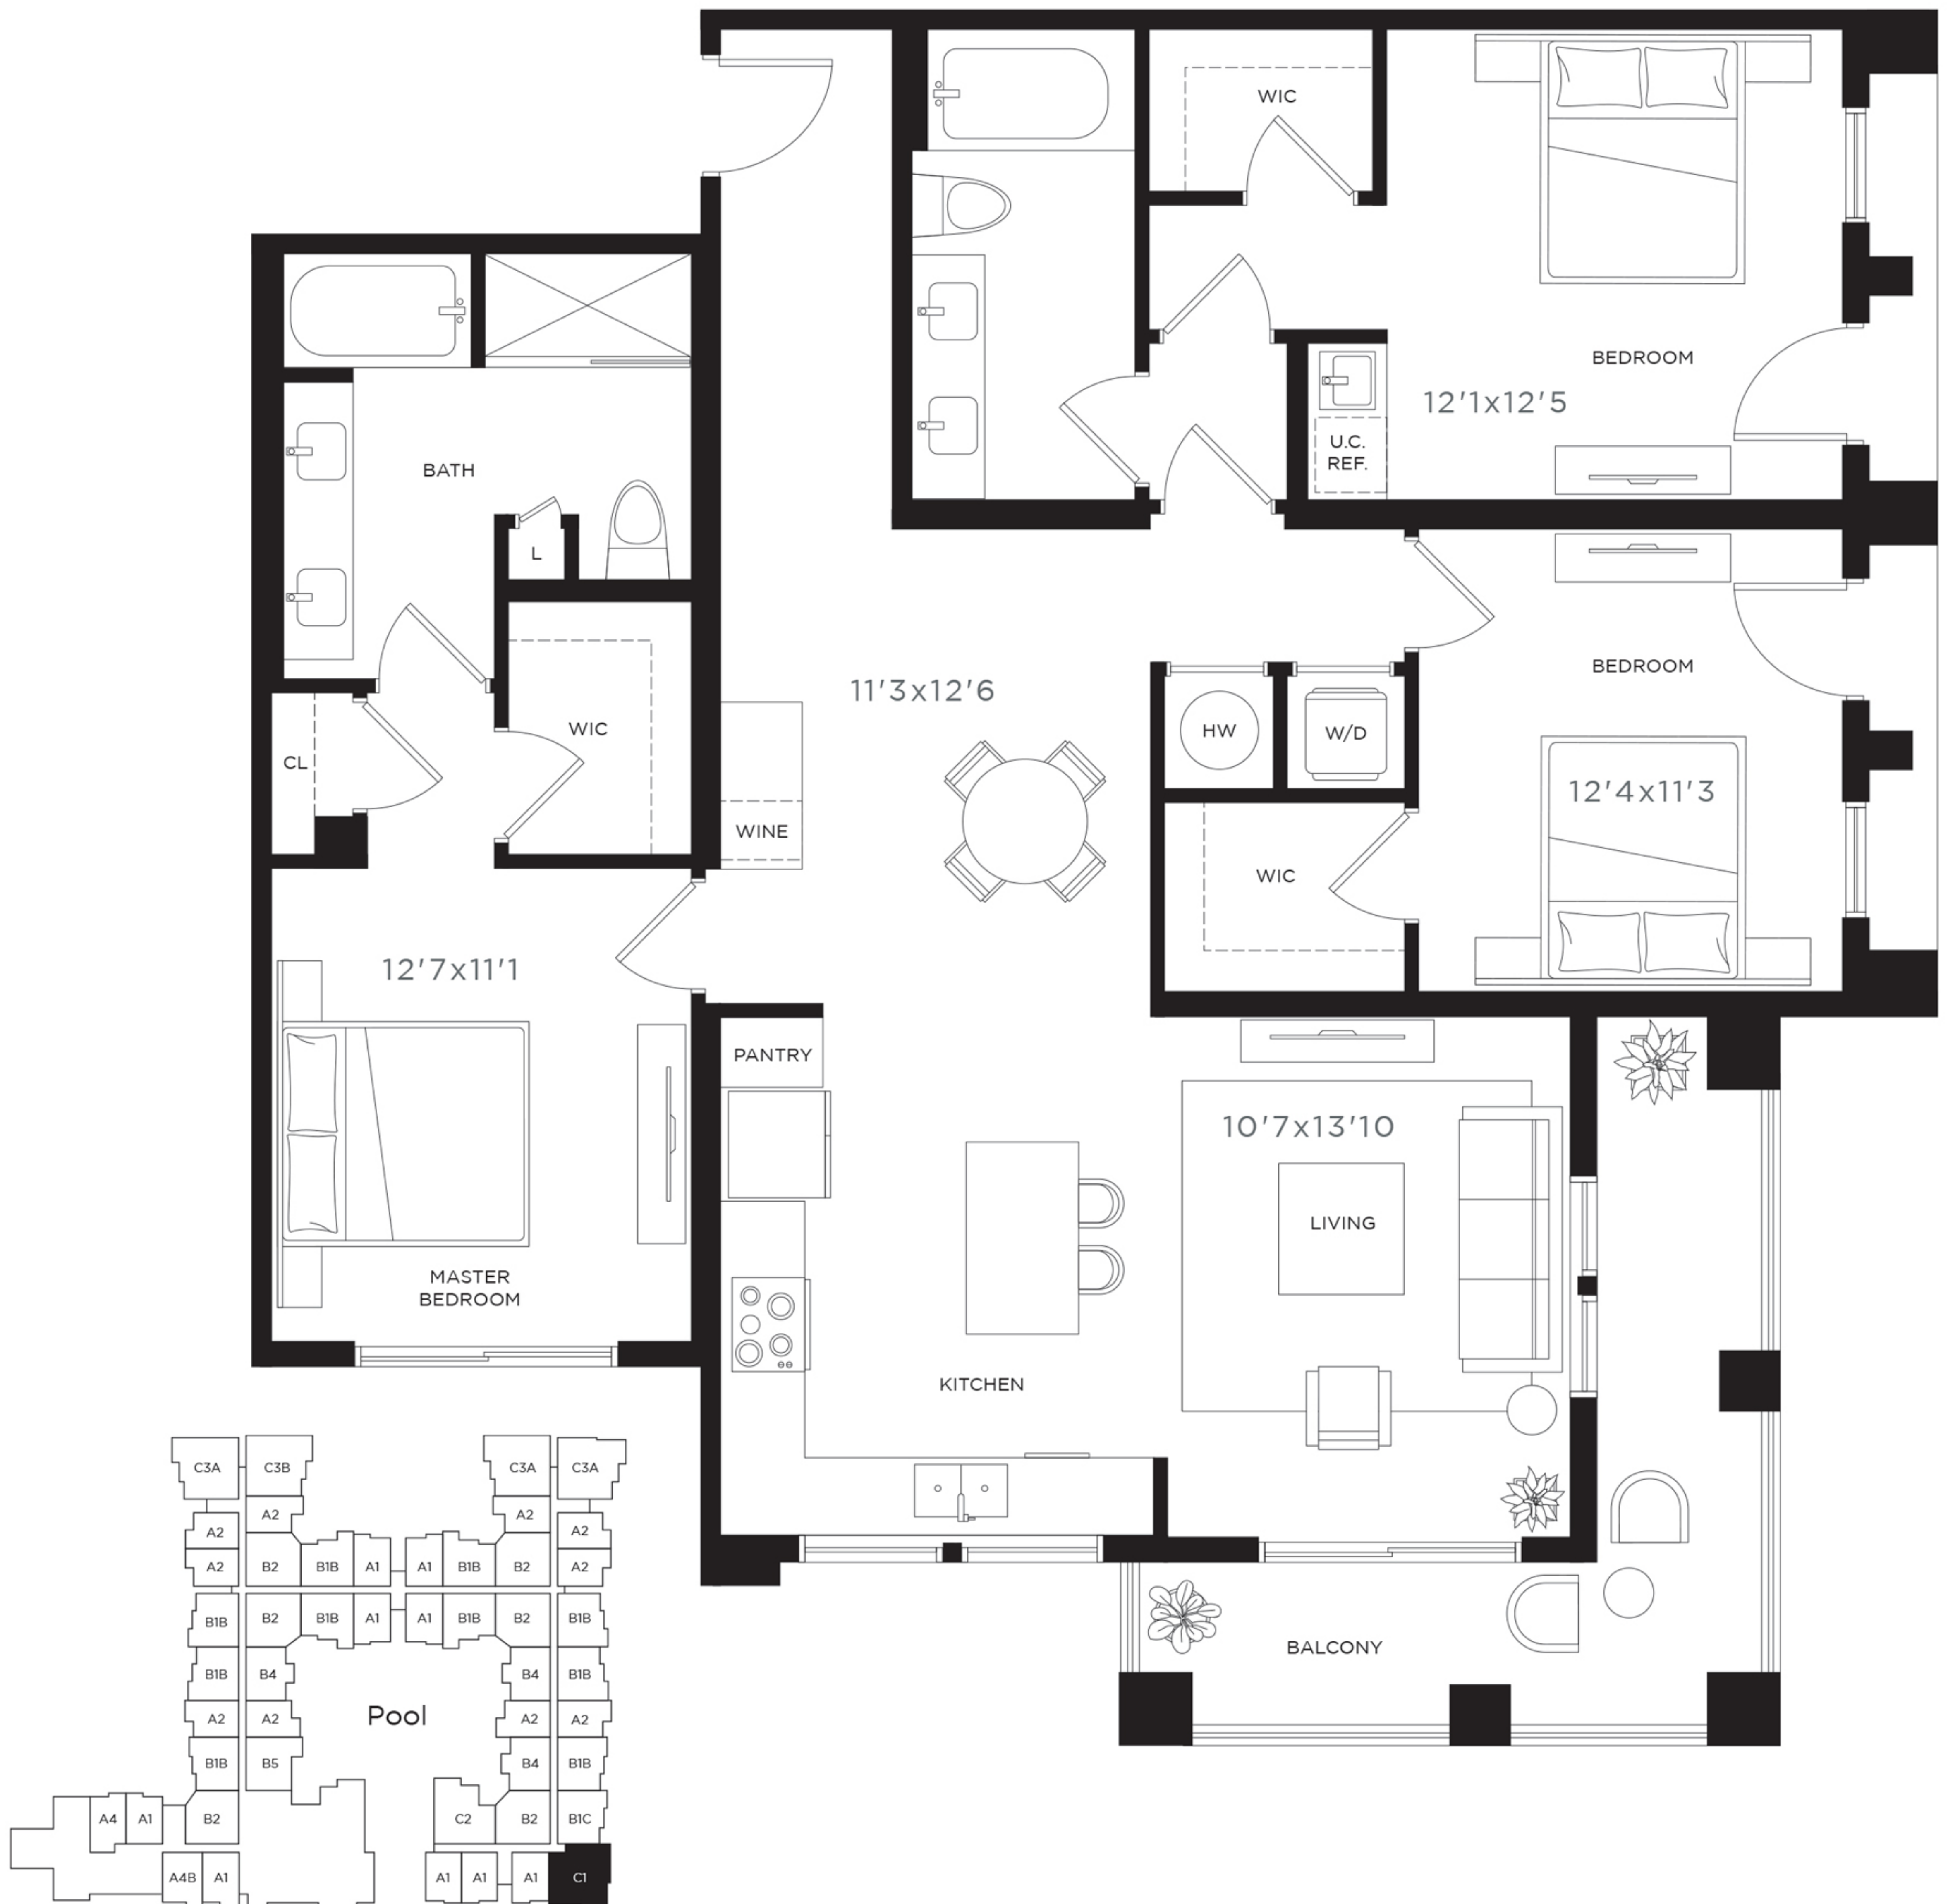 WIC
BEDROOM
12'1x12'5
U.C.
REF.
BATH
L
BEDROOM
11'3x12'6
WIC
HW
W/D
CL
12'4x11'3
WINE
WIC
12'7x11'1
PANTRY
10'7x13'10
LIVING
MASTER
BEDROOM
KITCHEN
BALCONY
C3A
C3B
C3A
C3A
A2
A2
A2
A2
A2
B2
B1B
A1
A1
B1B
B2
A2
B1B
B2
B1B
A1
A1
B1B
B2
B1B
B1B
B4
B4
B1B
Pool
A2
A2
A2
A2
B1B
B5
B4
B1B
A4
A1
B2
C2
B2
B1C
A4B
A1
A1
A1
A1
C1